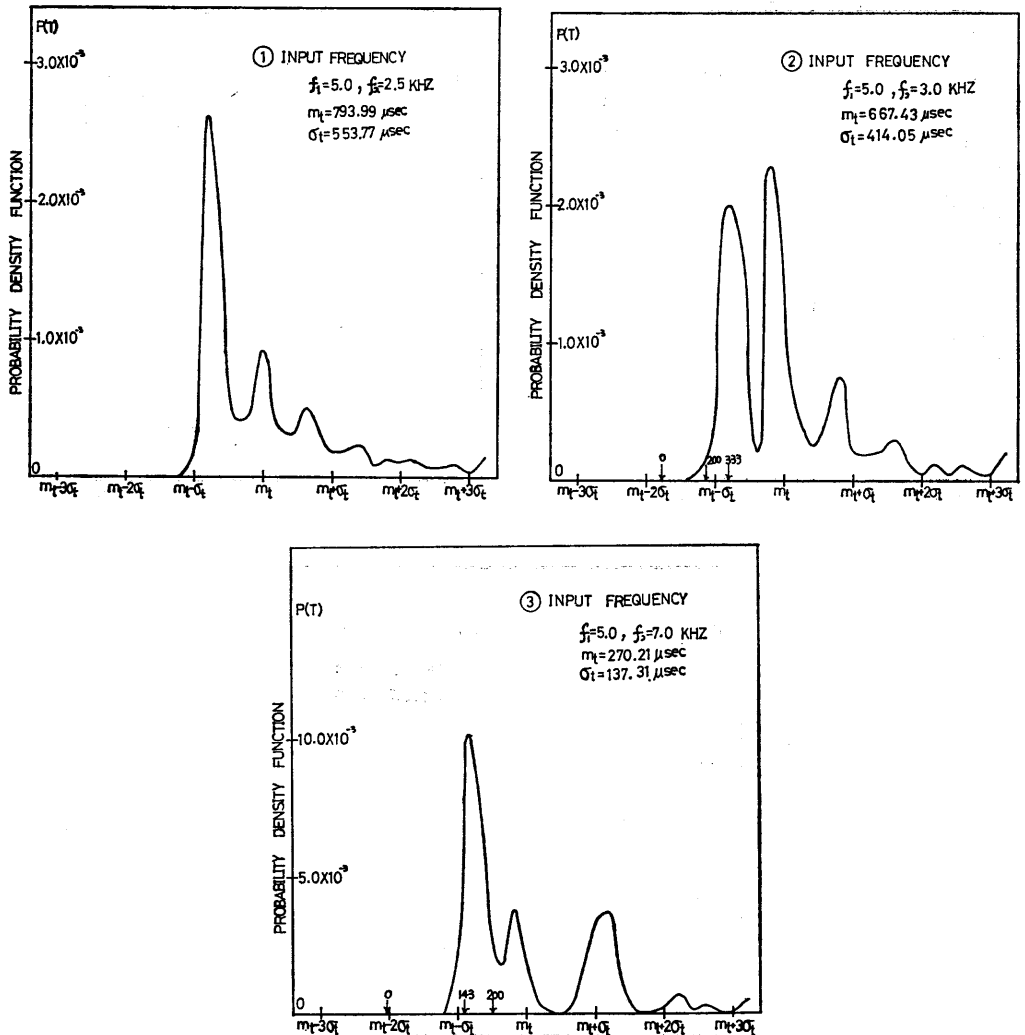 P(T)
3.0X10⁻³
2.0X10⁻³
1.0X10⁻³
0
PROBABILITY DENSITY FUNCTION
① INPUT FREQUENCY
f₁=5.0 , f₂=2.5 KHZ
mt=793.99 μsec
σt=553.77 μsec
mt-3σt mt-2σt mt-σt mt mt+σt mt+2σt mt+3σt
P(T)
3.0X10⁻³
2.0X10⁻³
1.0X10⁻³
0
PROBABILITY DENSITY FUNCTION
② INPUT FREQUENCY
f₁=5.0 , f₂=3.0 KHZ
mt=667.43 μsec
σt=414.05 μsec
0 200 333
mt-3σt mt-2σt mt-σt mt mt+σt mt+2σt mt+3σt
P(T)
10.0X10⁻³
5.0X10⁻³
0
PROBABILITY DENSITY FUNCTION
③ INPUT FREQUENCY
f₁=5.0 , f₂=7.0 KHZ
mt=270.21 μsec
σt=137.31 μsec
0 143 200
mt-3σt mt-2σt mt-σt mt mt+σt mt+2σt mt+3σt